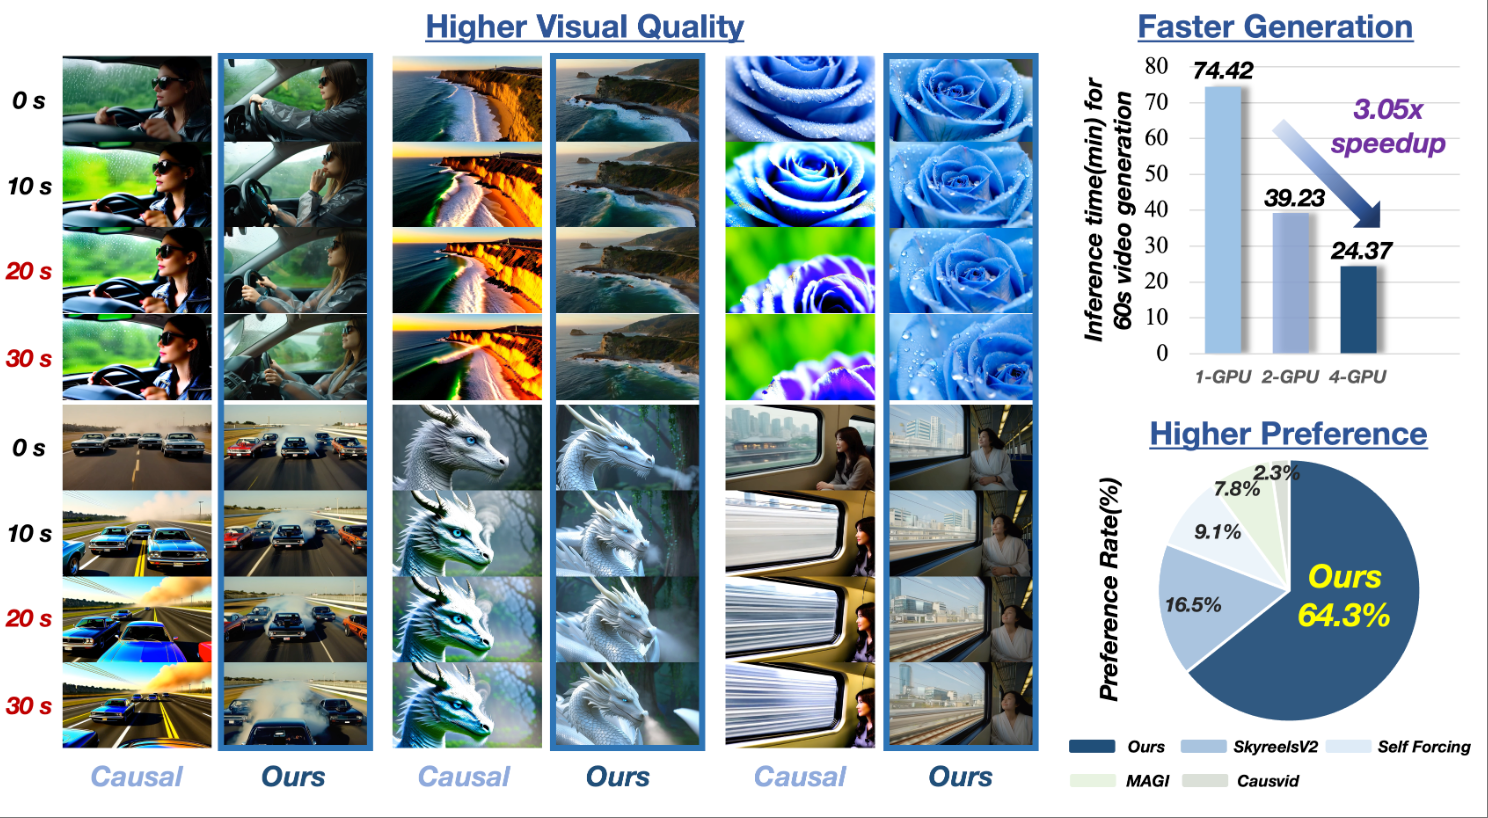 Higher Visual Quality
0 s
10 s
20 s
30 s
0 s
10 s
20 s
30 s
Causal
Ours
Causal
Ours
Causal
Ours
Faster Generation
Inference time(min) for
60s video generation
80
70
60
50
40
30
20
10
0
74.42
39.23
24.37
3.05x
speedup
1-GPU 2-GPU 4-GPU
Higher Preference
Preference Rate(%)
2.3%
7.8%
9.1%
16.5%
Ours
64.3%
Ours SkyreelsV2 Self Forcing
MAGI Causvid